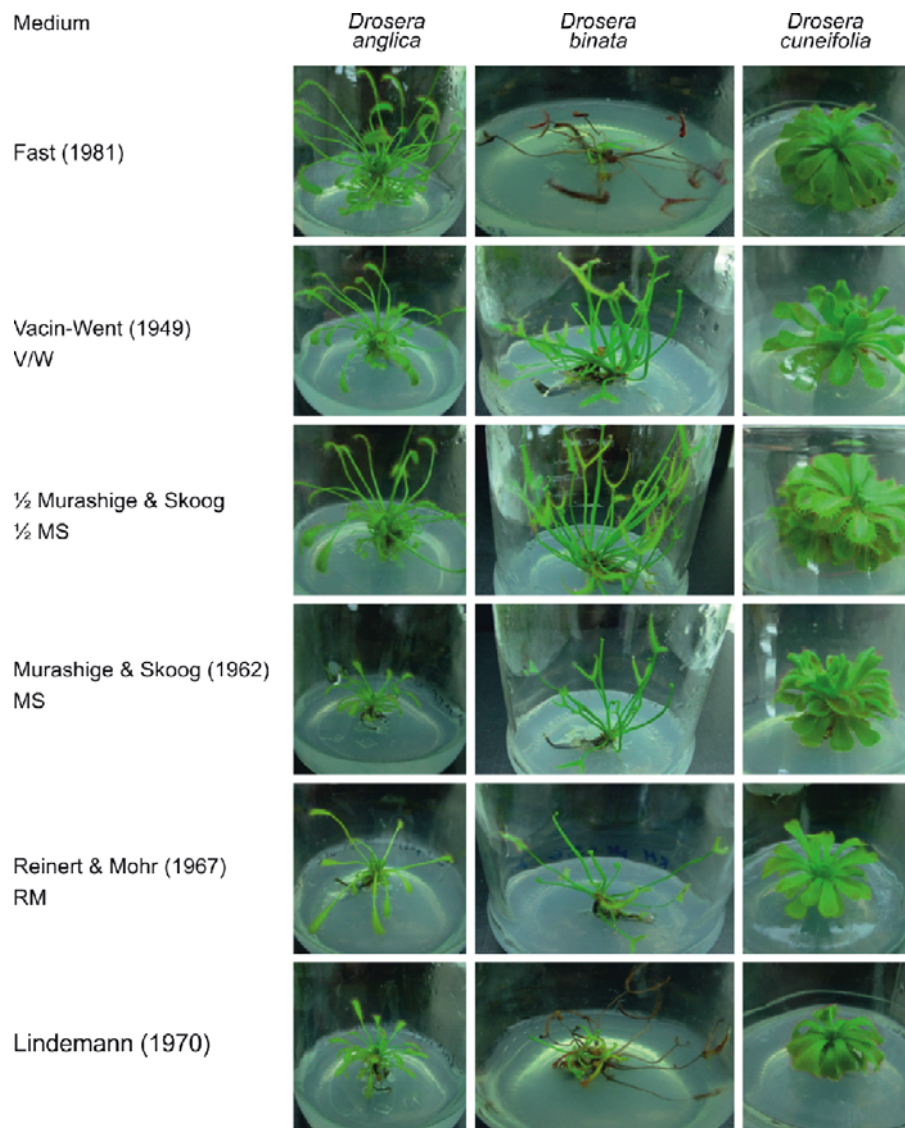 Medium
Drosera
anglica
Drosera
binata
Drosera
cuneifolia
Fast (1981)
Vacin-Went (1949)
V/W
½ Murashige & Skoog
½ MS
Murashige & Skoog (1962)
MS
Reinert & Mohr (1967)
RM
Lindemann (1970)